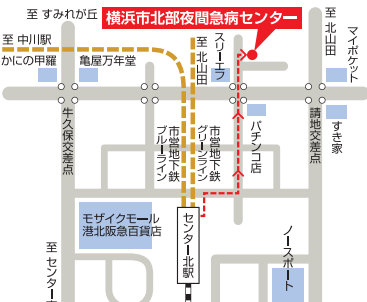 至 すみれが丘
横浜市北部夜間急病センター
至 中川駅
かにの甲羅
亀屋万年堂
至 北山田
スリーエフ
至 北山田
マイポケット
牛久保交差点
市営地下鉄
ブルーライン
市営地下鉄
グリーンライン
パチンコ店
請地交差点
すき家
モザイクモール
港北阪急百貨店
センター北駅
ノースポート
至 センター南